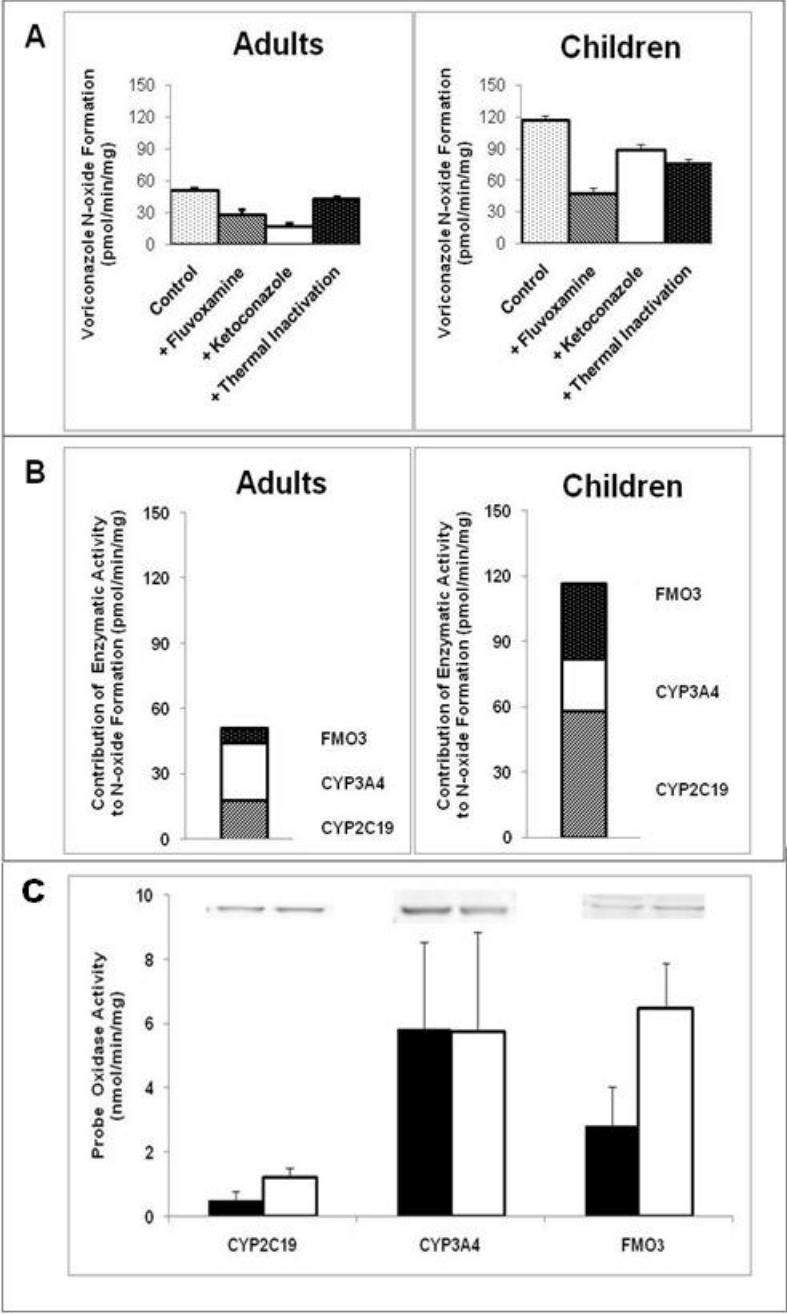 A
Adults
Voriconazole N-oxide Formation
(pmol/min/mg)
150
120
90
60
30
0
Control
+ Fluvoxamine
+ Ketoconazole
+ Thermal Inactivation
Children
Voriconazole N-oxide Formation
(pmol/min/mg)
150
120
90
60
30
0
Control
+ Fluvoxamine
+ Ketoconazole
+ Thermal Inactivation
B
Adults
Contribution of Enzymatic Activity
to N-oxide Formation (pmol/min/mg)
150
120
90
60
30
0
FMO3
CYP3A4
CYP2C19
Children
Contribution of Enzymatic Activity
to N-oxide Formation (pmol/min/mg)
150
120
90
60
30
0
FMO3
CYP3A4
CYP2C19
C
Probe Oxidase Activity
(nmol/min/mg)
10
8
6
4
2
0
CYP2C19
CYP3A4
FMO3